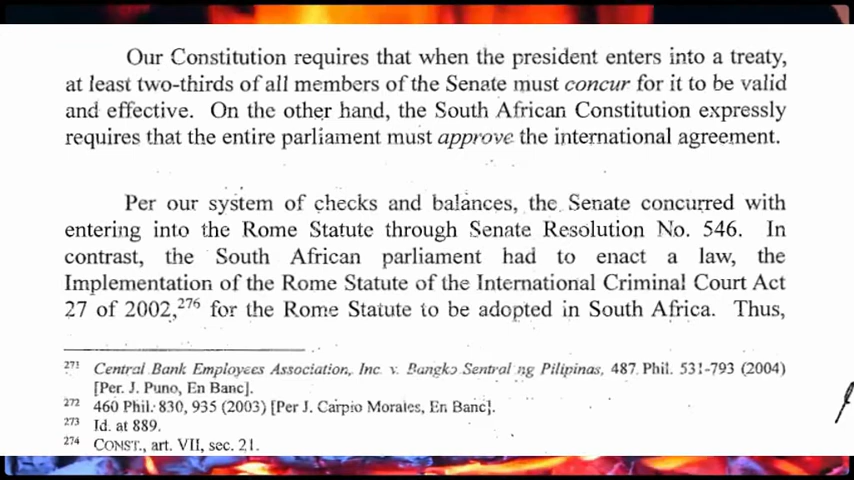 Our Constitution requires that when the president enters into a treaty,
at least two-thirds of all members of the Senate must concur for it to be valid
and effective. On the other hand, the South African Constitution expressly
requires that the entire parliament must approve the international agreement.
Per our system of checks and balances, the Senate concurred with
entering into the Rome Statute through Senate Resolution No. 546. In
contrast, the South African parliament had to enact a law, the
Implementation of the Rome Statute of the International Criminal Court Act
27 of 2002,276 for the Rome Statute to be adopted in South Africa. Thus,
271 Central Bank Employees Association, Inc. v. Bangko Sentral ng Pilipinas, 487 Phil. 531-793 (2004)
[Per. J. Puno, En Banc].
272 460 Phil. 830, 935 (2003) [Per J. Carpio Morales, En Banc].
273 Id. at 889.
274 CONST., art. VII, sec. 21.